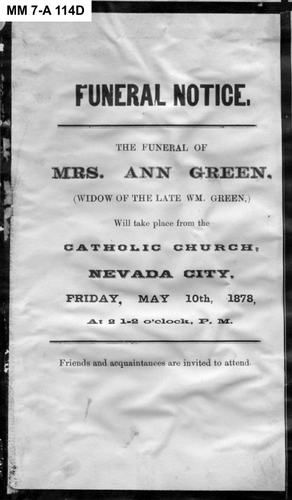 MM 7-A 114D
FUNERAL NOTICE.
THE FUNERAL OF
MRS. ANN GREEN,
(WIDOW OF THE LATE WM. GREEN,)
Will take place from the
CATHOLIC CHURCH,
NEVADA CITY,
FRIDAY, MAY 10th, 1878,
At 2 1-2 o'clock, P. M.
Friends and acquaintances are invited to attend.